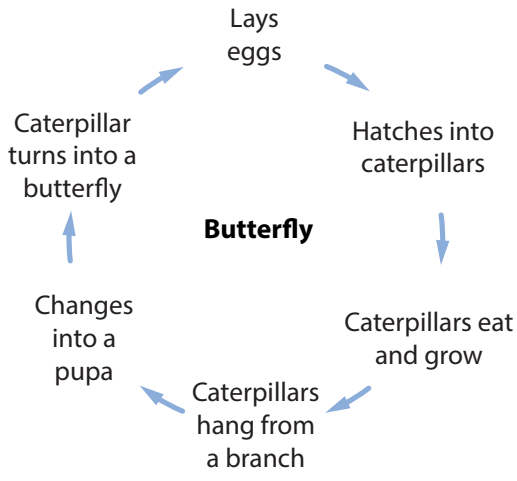 Lays
eggs
Hatches into
caterpillars
Caterpillars eat
and grow
Caterpillars
hang from
a branch
Changes
into a
pupa
Caterpillar
turns into a
butterfly
Butterfly